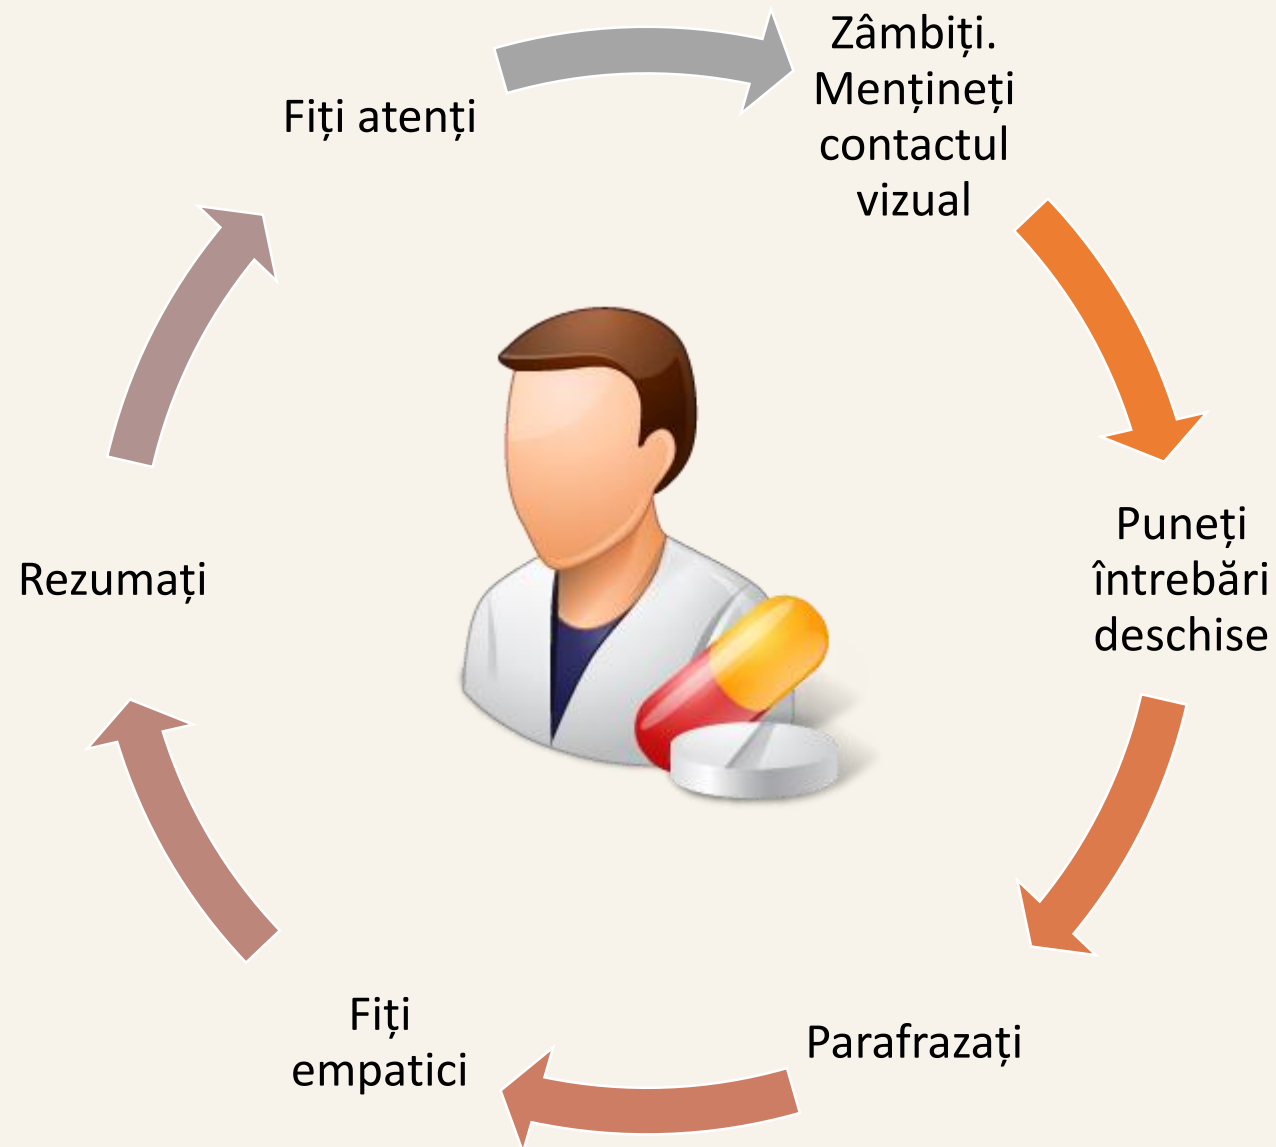 Fiți atenți
Zâmbiți.
Mențineți
contactul
vizual
Puneți
întrebări
deschise
Parafrazați
Fiți
empatici
Rezumați